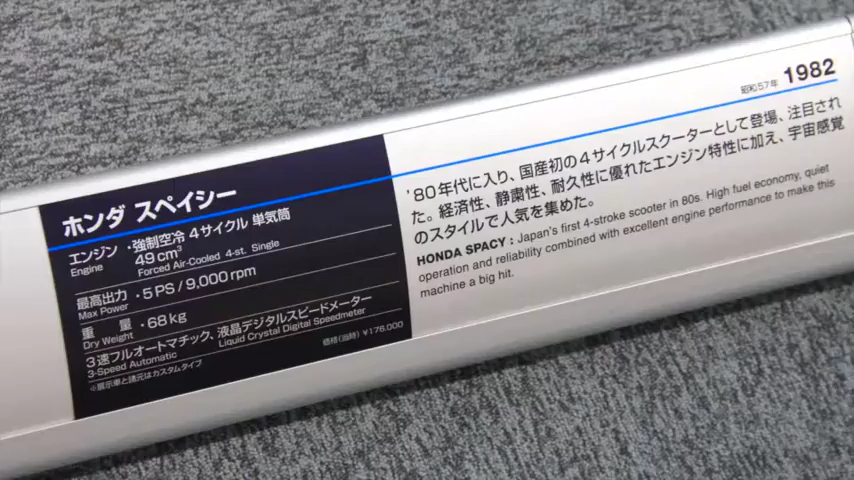 ホンダ スペイシー
エンジン ・強制空冷 4サイクル 単気筒
Engine 49cm³
Forced Air-Cooled 4-st. Single
最高出力 ・5PS/9,000rpm
Max Power
重量 ・68kg
Dry Weight
3速フルオートマチック、液晶デジタルスピードメーター
3-Speed Automatic Liquid Crystal Digital Speedmeter
※展示車と諸元はカスタムタイプ
価格(当時) ¥176,000
昭和57年 1982
'80年代に入り、国産初の4サイクルスクーターとして登場、注目され
た。経済性、静粛性、耐久性に優れたエンジン特性に加え、宇宙感覚
のスタイルで人気を集めた。
HONDA SPACY : Japan's first 4-stroke scooter in 80s. High fuel economy, quiet
operation and reliability combined with excellent engine performance to make this
machine a big hit.